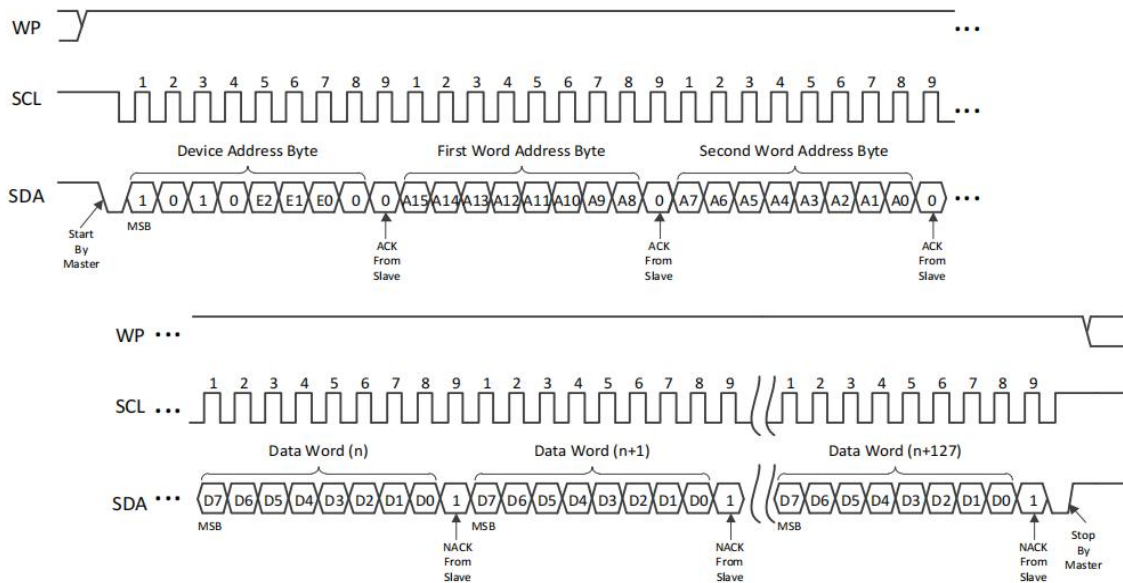 WP ...
1 2 3 4 5 6 7 8 9 1 2 3 4 5 6 7 8 9 1 2 3 4 5 6 7 8 9
SCL ...
Device Address Byte First Word Address Byte Second Word Address Byte
SDA 1 0 1 0 E2 E1 E0 0 0 A15 A14 A13 A12 A11 A10 A9 A8 0 A7 A6 A5 A4 A3 A2 A1 A0 0 ...
MSB
Start By Master
ACK From Slave
ACK From Slave
ACK From Slave
WP ...
1 2 3 4 5 6 7 8 9 1 2 3 4 5 6 7 8 9 1 2 3 4 5 6 7 8 9
SCL ...
Data Word (n) Data Word (n+1) Data Word (n+127)
SDA ... D7 D6 D5 D4 D3 D2 D1 D0 1 D7 D6 D5 D4 D3 D2 D1 D0 1 D7 D6 D5 D4 D3 D2 D1 D0 1
MSB MSB MSB
NACK From Slave
NACK From Slave
NACK From Slave
Stop By Master